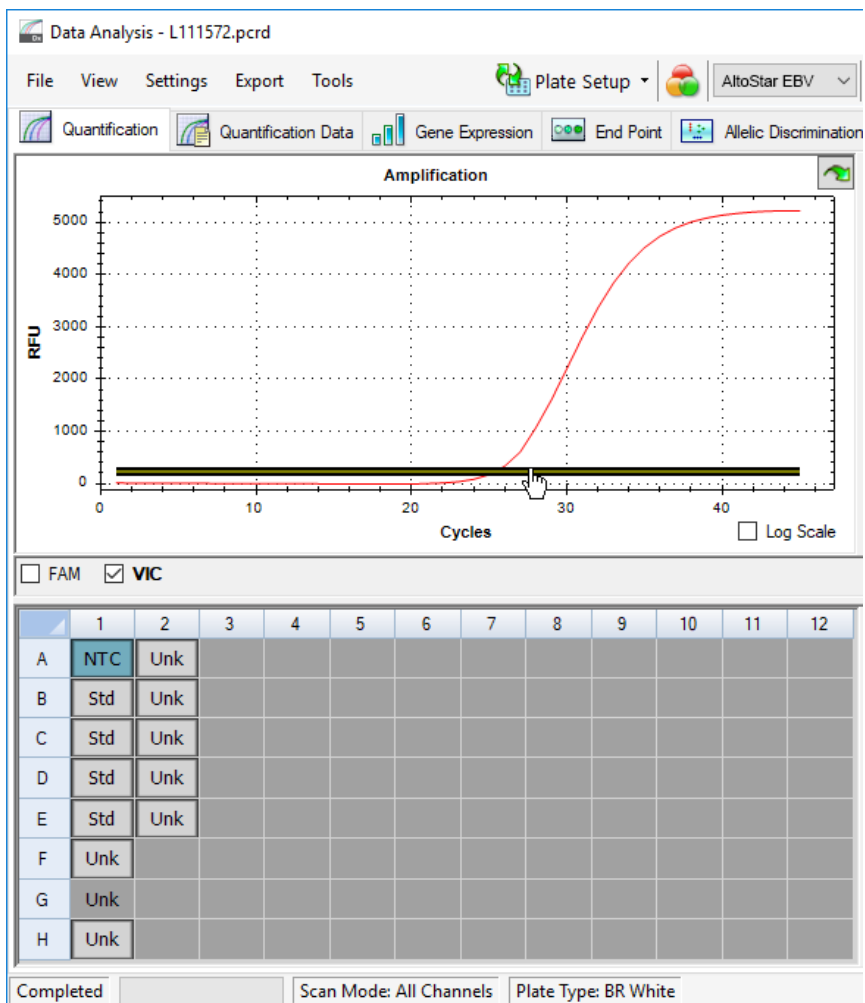 Data Analysis - L111572.pcrd
File View Settings Export Tools Plate Setup AltoStar EBV
Quantification Quantification Data Gene Expression End Point Allelic Discrimination
Amplification
5000
4000
3000
RFU
2000
1000
0
0 10 20 30 40
Cycles
Log Scale
FAM VIC
1 2 3 4 5 6 7 8 9 10 11 12
A NTC Unk
B Std Unk
C Std Unk
D Std Unk
E Std Unk
F Unk
G Unk
H Unk
Completed Scan Mode: All Channels Plate Type: BR White